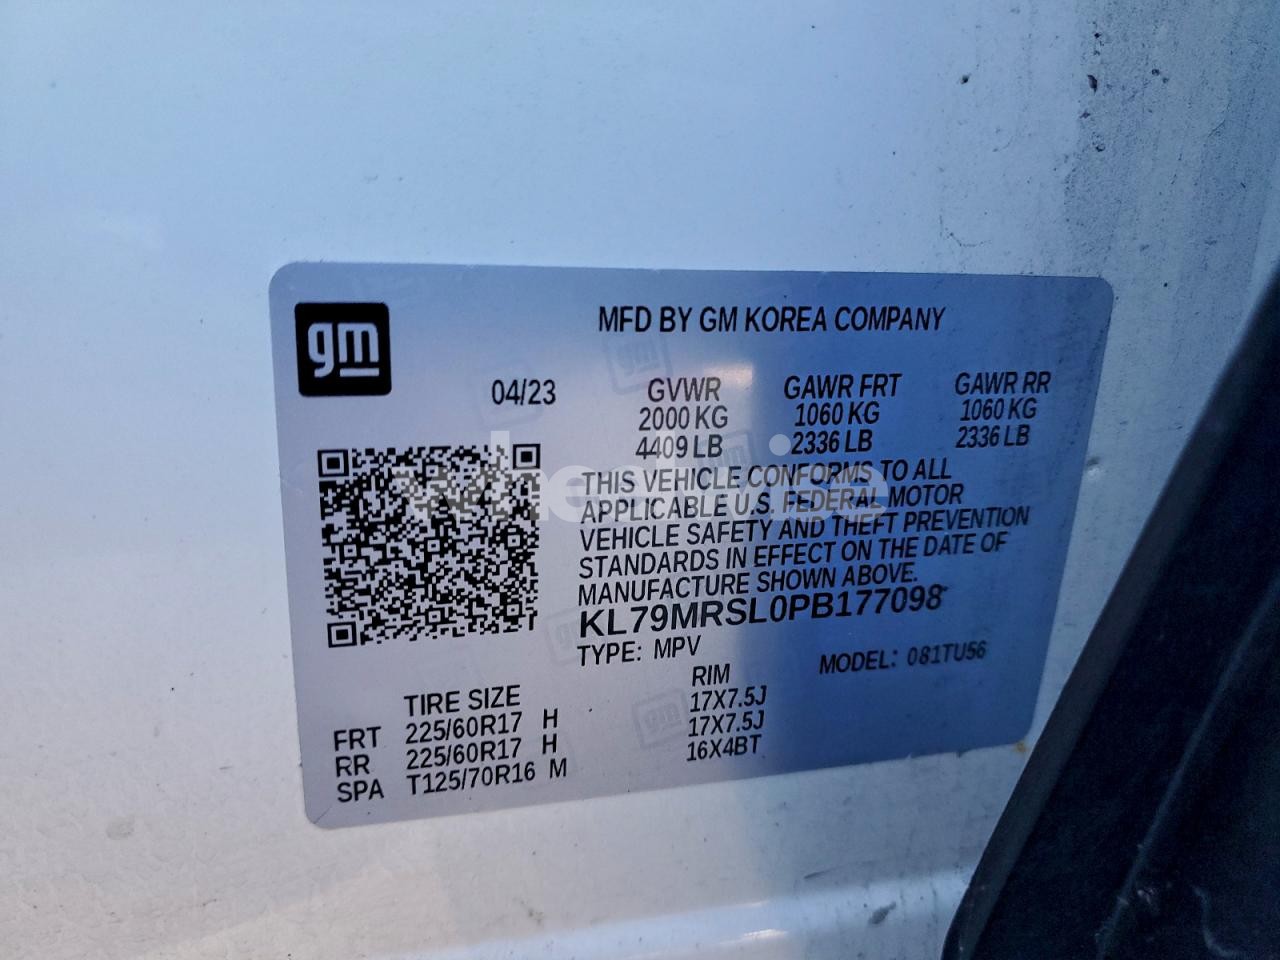 gm
MFD BY GM KOREA COMPANY
04/23
GVWR GAWR FRT GAWR RR
2000 KG 1060 KG 1060 KG
4409 LB 2336 LB 2336 LB
THIS VEHICLE CONFORMS TO ALL
APPLICABLE U.S. FEDERAL MOTOR
VEHICLE SAFETY AND THEFT PREVENTION
STANDARDS IN EFFECT ON THE DATE OF
MANUFACTURE SHOWN ABOVE.
KL79MRSL0PB177098
TYPE: MPV MODEL: 081TU56
TIRE SIZE RIM
FRT 225/60R17 H 17X7.5J
RR 225/60R17 H 17X7.5J
SPA T125/70R16 M 16X4BT